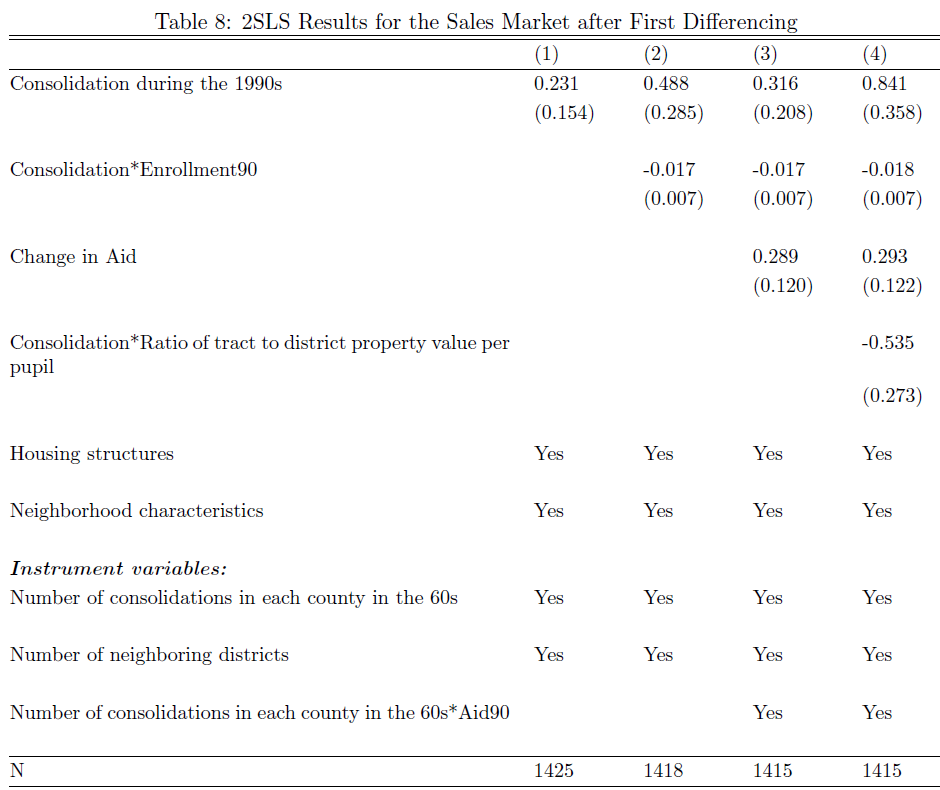 Table 8: 2SLS Results for the Sales Market after First Differencing
(1) (2) (3) (4)
Consolidation during the 1990s 0.231 0.488 0.316 0.841
(0.154) (0.285) (0.208) (0.358)
Consolidation*Enrollment90 -0.017 -0.017 -0.018
(0.007) (0.007) (0.007)
Change in Aid 0.289 0.293
(0.120) (0.122)
Consolidation*Ratio of tract to district property value per -0.535
pupil
(0.273)
Housing structures Yes Yes Yes Yes
Neighborhood characteristics Yes Yes Yes Yes
Instrument variables:
Number of consolidations in each county in the 60s Yes Yes Yes Yes
Number of neighboring districts Yes Yes Yes Yes
Number of consolidations in each county in the 60s*Aid90 Yes Yes
N 1425 1418 1415 1415